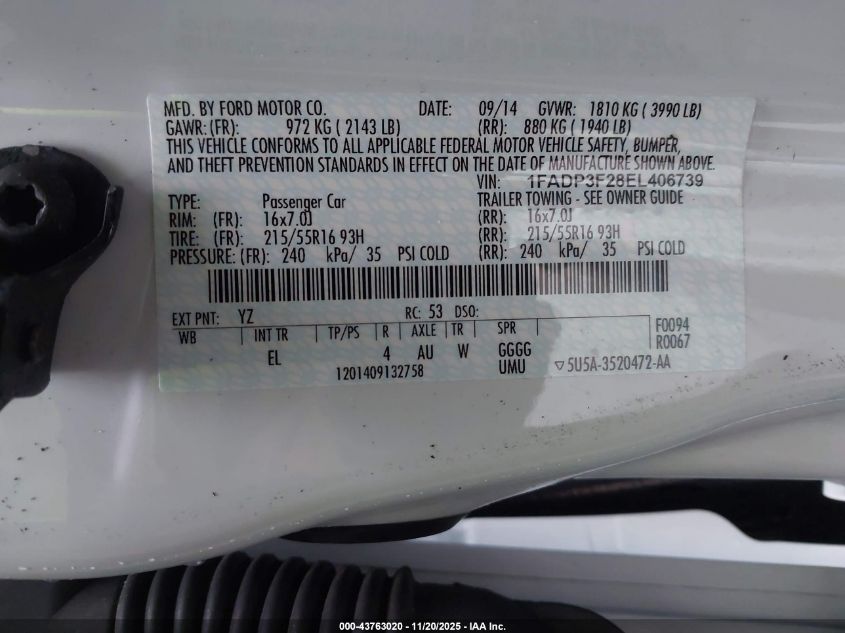 MFD. BY FORD MOTOR CO. DATE: 09/14 GVWR: 1810 KG ( 3990 LB)
GAWR:(FR): 972 KG ( 2143 LB) (RR): 880 KG ( 1940 LB)
THIS VEHICLE CONFORMS TO ALL APPLICABLE FEDERAL MOTOR VEHICLE SAFETY, BUMPER,
AND THEFT PREVENTION STANDARDS IN EFFECT ON THE DATE OF MANUFACTURE SHOWN ABOVE.
VIN: 1FADP3F28EL406739
TYPE: Passenger Car TRAILER TOWING - SEE OWNER GUIDE
RIM: (FR): 16x7.0J (RR): 16x7.0J
TIRE: (FR): 215/55R16 93H (RR): 215/55R16 93H
PRESSURE: (FR): 240 kPa/ 35 PSI COLD (RR): 240 kPa/ 35 PSI COLD
EXT PNT: YZ RC: 53 DSO:
WB INT TR TP/PS R AXLE TR SPR F0094
R0067
EL 4 AU W GGGG
UMU
1201409132758 ▽5U5A-3520472-AA
000-43763020 - 11/20/2025 - IAA Inc.